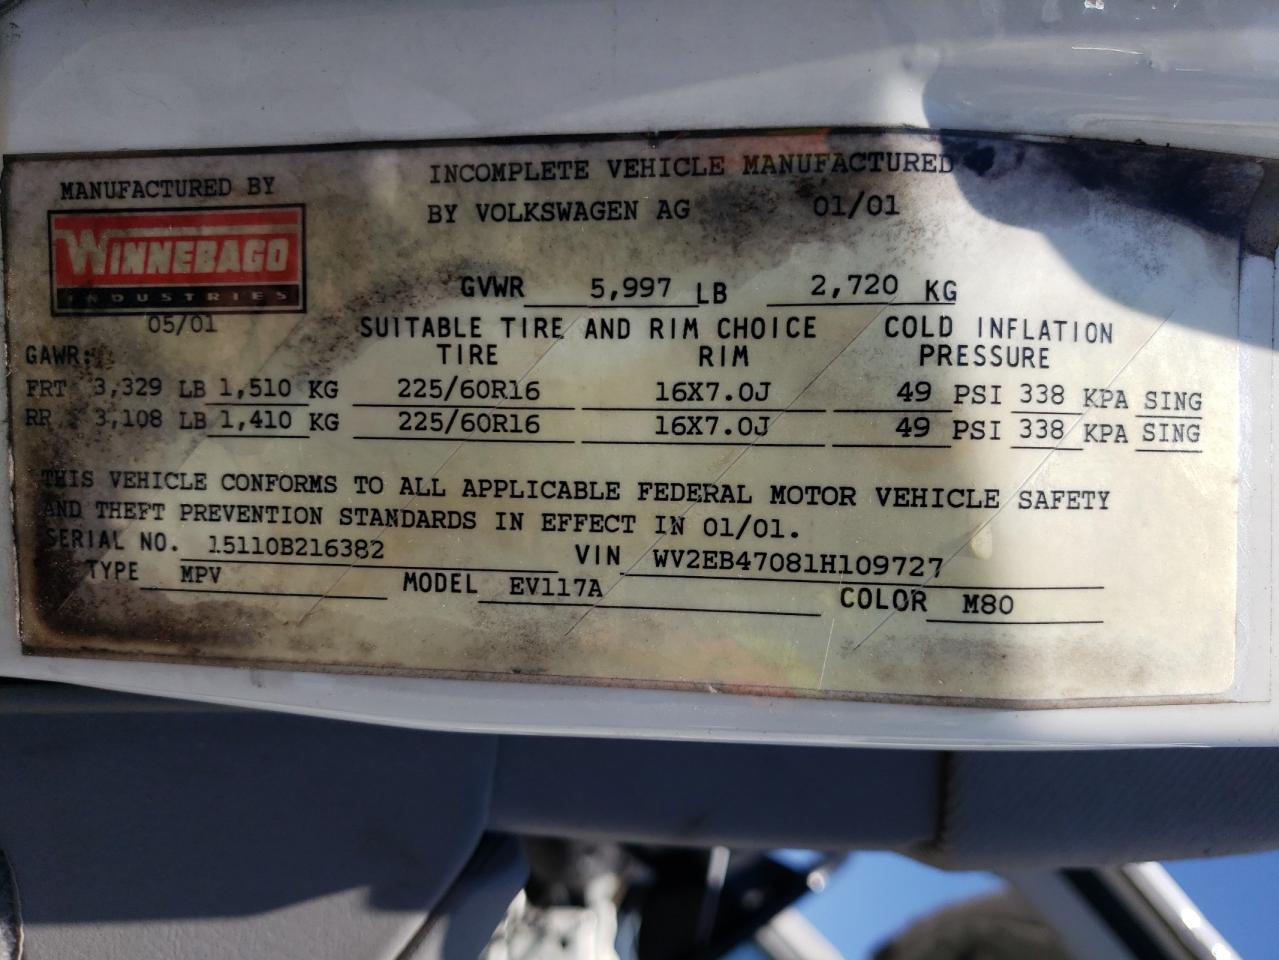 MANUFACTURED BY
WINNEBAGO
INDUSTRIES
05/01
INCOMPLETE VEHICLE MANUFACTURED
BY VOLKSWAGEN AG 01/01
GVWR 5,997 LB 2,720 KG
SUITABLE TIRE AND RIM CHOICE COLD INFLATION
GAWR: TIRE RIM PRESSURE
FRT 3,329 LB 1,510 KG 225/60R16 16X7.0J 49 PSI 338 KPA SING
RR 3,108 LB 1,410 KG 225/60R16 16X7.0J 49 PSI 338 KPA SING
THIS VEHICLE CONFORMS TO ALL APPLICABLE FEDERAL MOTOR VEHICLE SAFETY
AND THEFT PREVENTION STANDARDS IN EFFECT IN 01/01.
SERIAL NO. 15110B216382 VIN WV2EB47081H109727
TYPE MPV MODEL EV117A COLOR M80